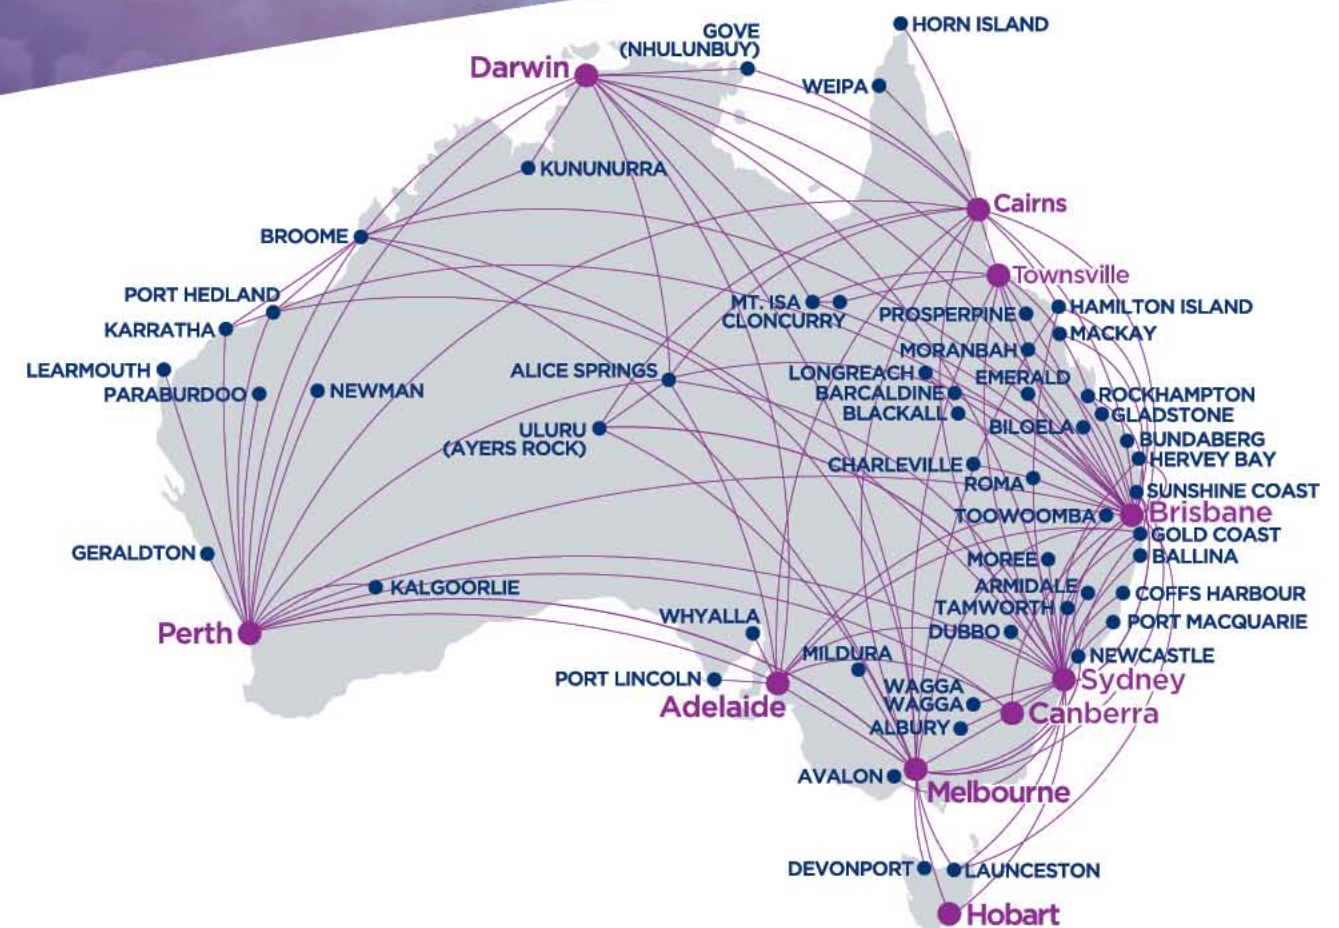 HORN ISLAND
GOVE
(NHULUNBUY)
Darwin
WEIPA
KUNUNURRA
Cairns
BROOME
Townsville
PORT HEDLAND
MT. ISA
CLONCURRY
HAMILTON ISLAND
PROSPERPINE
KARRATHA
MACKAY
MORANBAH
LEARMOUTH
ALICE SPRINGS
LONGREACH
EMERALD
PARABURDOO
NEWMAN
BARCALDINE
ROCKHAMPTON
BLACKALL
GLADSTONE
ULURU
(AYERS ROCK)
BILOELA
BUNDABERG
HERVEY BAY
CHARLEVILLE
ROMA
SUNSHINE COAST
TOOWOOMBA
Brisbane
GOLD COAST
GERALDTON
MOREE
BALLINA
KALGOORLIE
ARMIDALE
COFFS HARBOUR
TAMWORTH
WHYALLA
PORT MACQUARIE
Perth
DUBBO
MILDURA
NEWCASTLE
PORT LINCOLN
Sydney
WAGGA
WAGGA
Adelaide
Canberra
ALBURY
AVALON
Melbourne
DEVONPORT
LAUNCESTON
Hobart